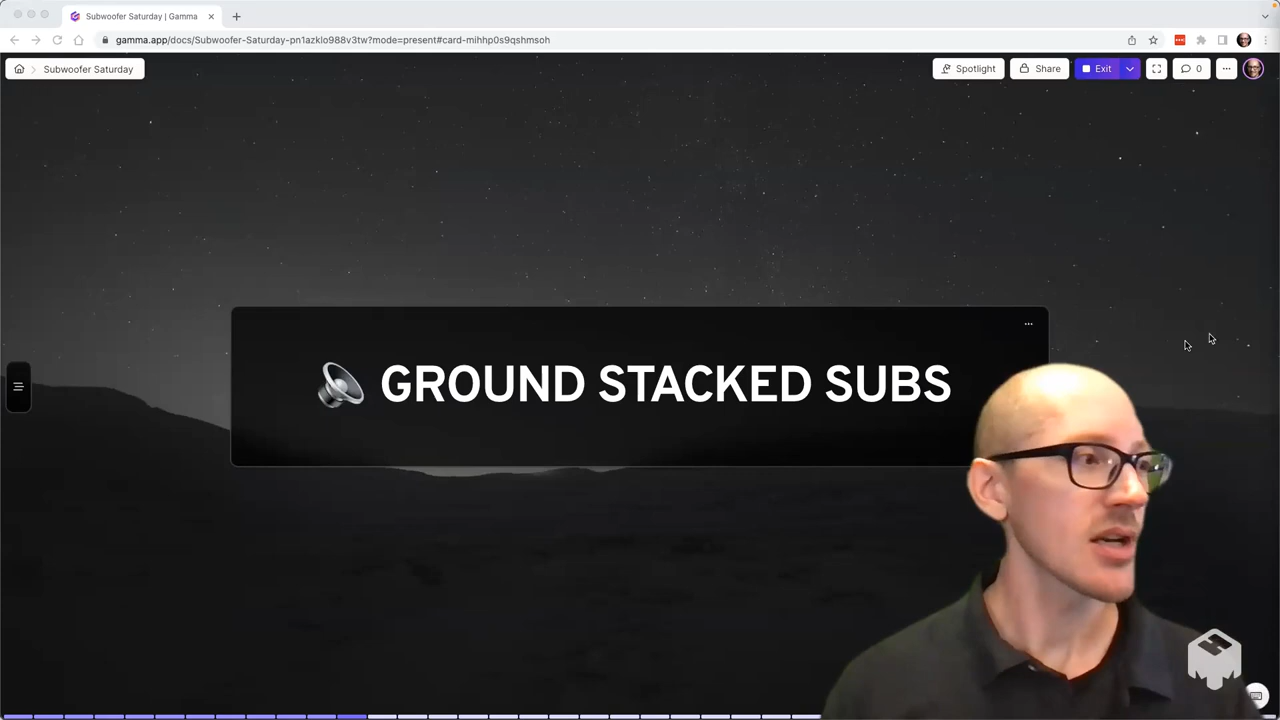 Subwoofer Saturday | Gamma
gamma.app/docs/Subwoofer-Saturday-pn1azklo988v3tw?mode=present#card-mihhp0s9qshmsoh
Subwoofer Saturday
Spotlight
Share
Exit
0
GROUND STACKED SUBS